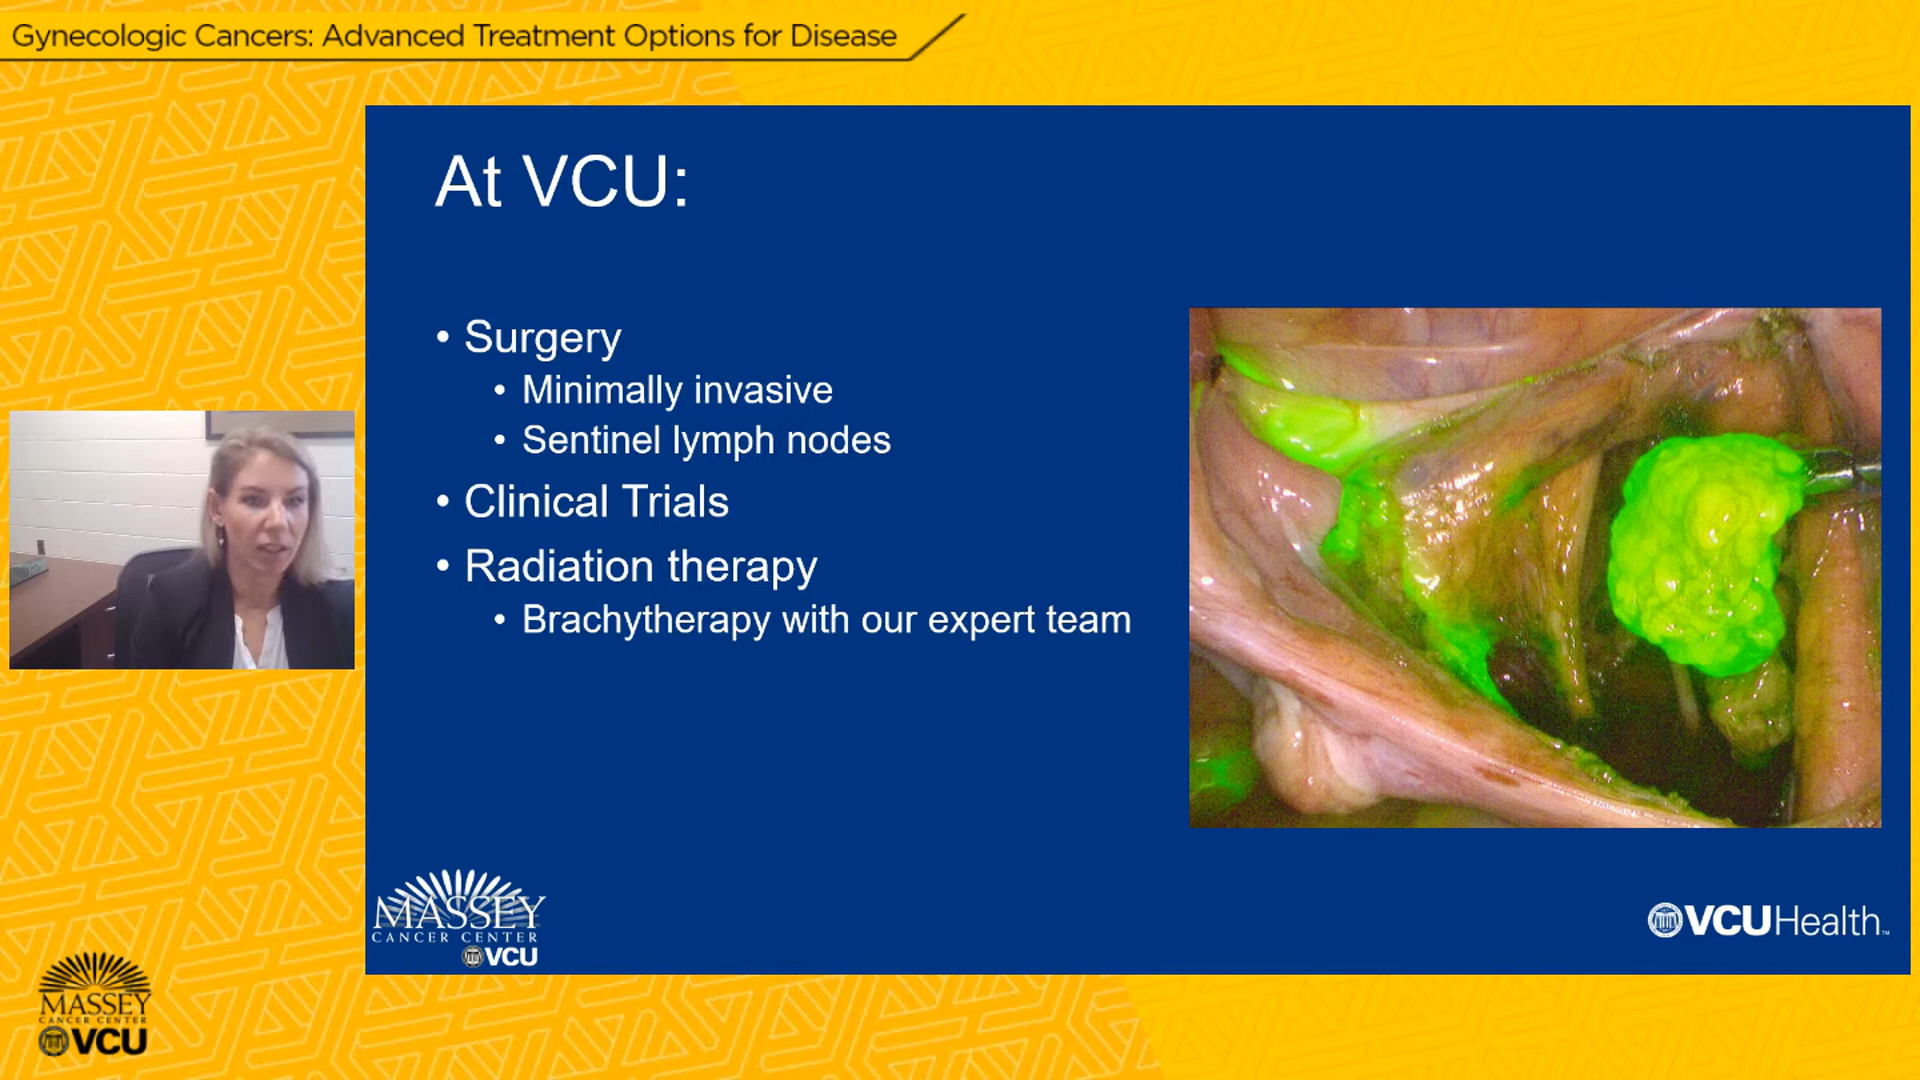 Gynecologic Cancers: Advanced Treatment Options for Disease
At VCU:
• Surgery
• Minimally invasive
• Sentinel lymph nodes
• Clinical Trials
• Radiation therapy
• Brachytherapy with our expert team
MASSEY
CANCER CENTER
VCU
VCUHealth™
MASSEY
CANCER CENTER
VCU